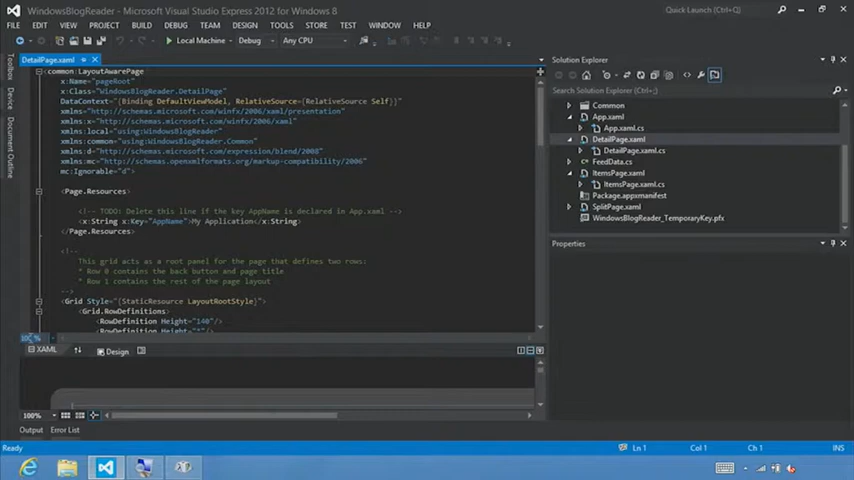 WindowsBlogReader - Microsoft Visual Studio Express 2012 for Windows 8
Quick Launch (Ctrl+Q)
FILE EDIT VIEW PROJECT BUILD DEBUG TEAM DESIGN TOOLS STORE TEST WINDOW HELP
Local Machine Debug Any CPU
Toolbox
Device
Document Outline
DetailPage.xaml
<common:LayoutAwarePage
x:Name="pageRoot"
x:Class="WindowsBlogReader.DetailPage"
DataContext="{Binding DefaultViewModel, RelativeSource={RelativeSource Self}}"
xmlns="http://schemas.microsoft.com/winfx/2006/xaml/presentation"
xmlns:x="http://schemas.microsoft.com/winfx/2006/xaml"
xmlns:local="using:WindowsBlogReader"
xmlns:common="using:WindowsBlogReader.Common"
xmlns:d="http://schemas.microsoft.com/expression/blend/2008"
xmlns:mc="http://schemas.openxmlformats.org/markup-compatibility/2006"
mc:Ignorable="d">
<Page.Resources>
<!-- TODO: Delete this line if the key AppName is declared in App.xaml -->
<x:String x:Key="AppName">My Application</x:String>
</Page.Resources>
<!--
This grid acts as a root panel for the page that defines two rows:
* Row 0 contains the back button and page title
* Row 1 contains the rest of the page layout
-->
<Grid Style="{StaticResource LayoutRootStyle}">
<Grid.RowDefinitions>
<RowDefinition Height="140"/>
<RowDefinition Height="*"/>
100 %
XAML Design
100%
Output Error List
Solution Explorer
Search Solution Explorer (Ctrl+;)
Common
App.xaml
App.xaml.cs
DetailPage.xaml
DetailPage.xaml.cs
FeedData.cs
ItemsPage.xaml
ItemsPage.xaml.cs
Package.appxmanifest
SplitPage.xaml
WindowsBlogReader_TemporaryKey.pfx
Properties
Ready Ln 1 Col 1 Ch 1 INS